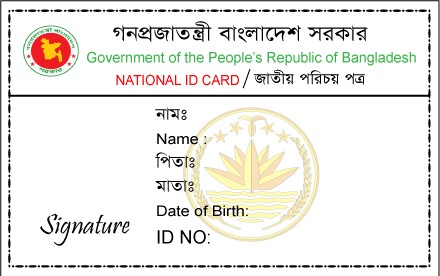 গনপ্রজাতন্ত্রী বাংলাদেশ সরকার
Government of the People's Republic of Bangladesh
NATIONAL ID CARD / জাতীয় পরিচয় পত্র
নামঃ
Name :
পিতাঃ
মাতাঃ
Date of Birth:
Signature
ID NO: